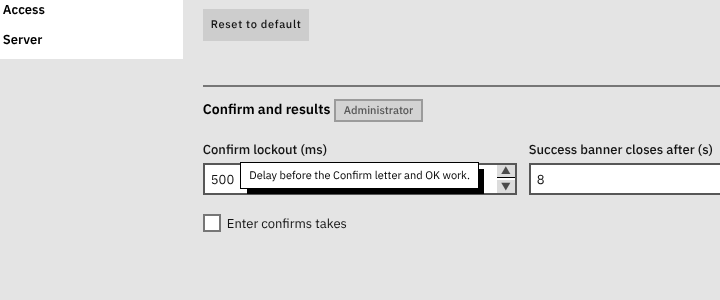 Access
Server
Reset to default
Confirm and results Administrator
Confirm lockout (ms) Success banner closes after (s)
500 Delay before the Confirm letter and OK work. 8
Enter confirms takes